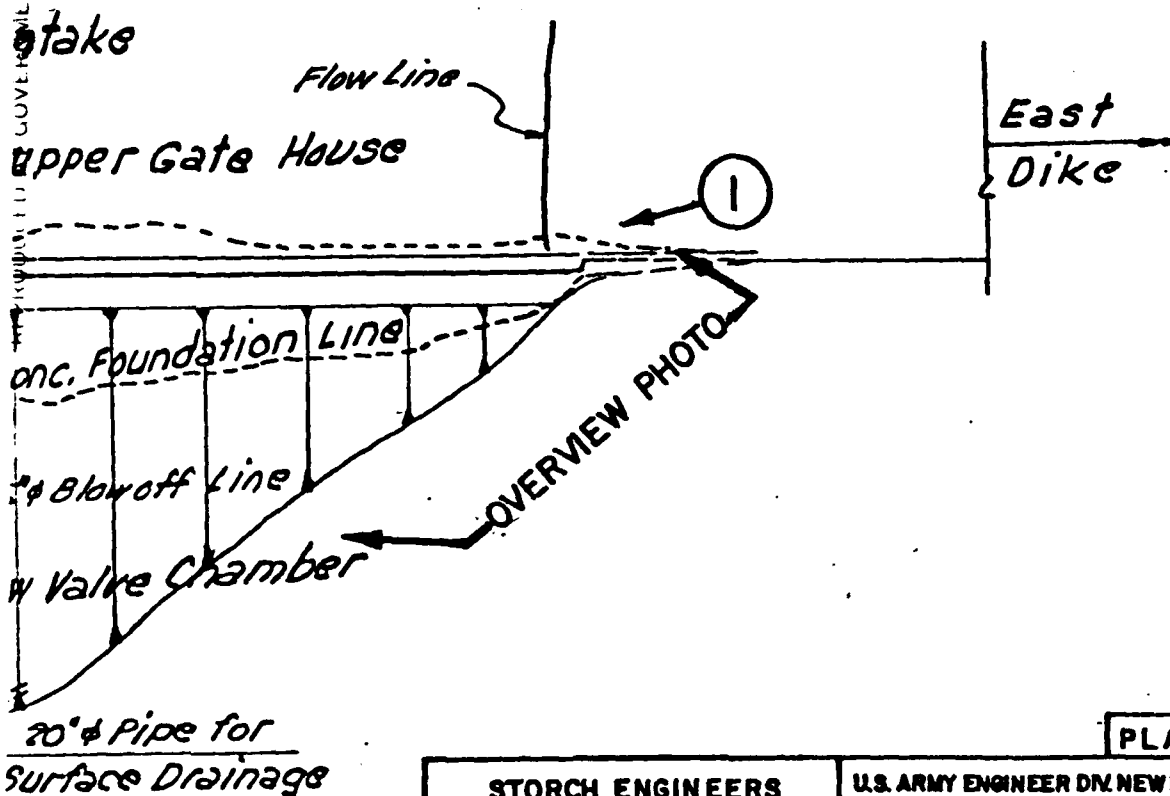 Flow Line
Upper Gate House
East
Dike
1
Foundation Line
OVERVIEW PHOTO
Blowoff Line
Valve Chamber
20"ϕ Pipe for
Surface Drainage
STORCH ENGINEERS
U.S. ARMY ENGINEER DIV. NEW